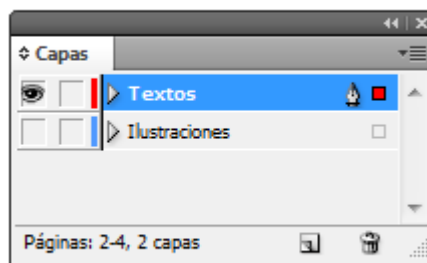 Capas
Textos
Ilustraciones
Páginas: 2-4, 2 capas